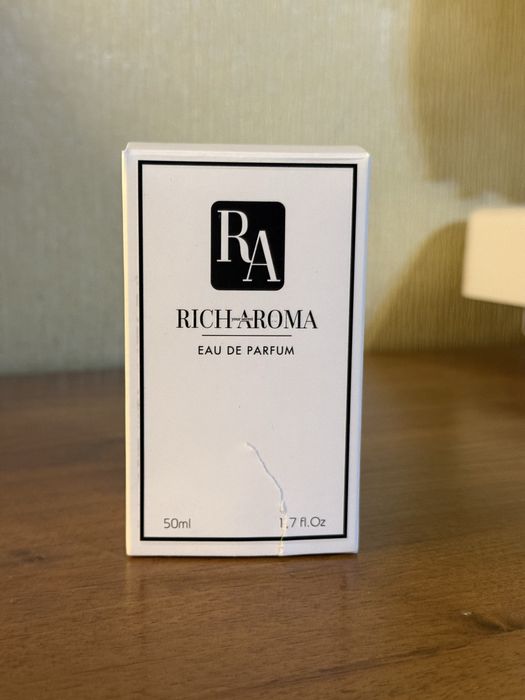 RA
RICH AROMA
EAU DE PARFUM
50ml
1.7 fl.Oz